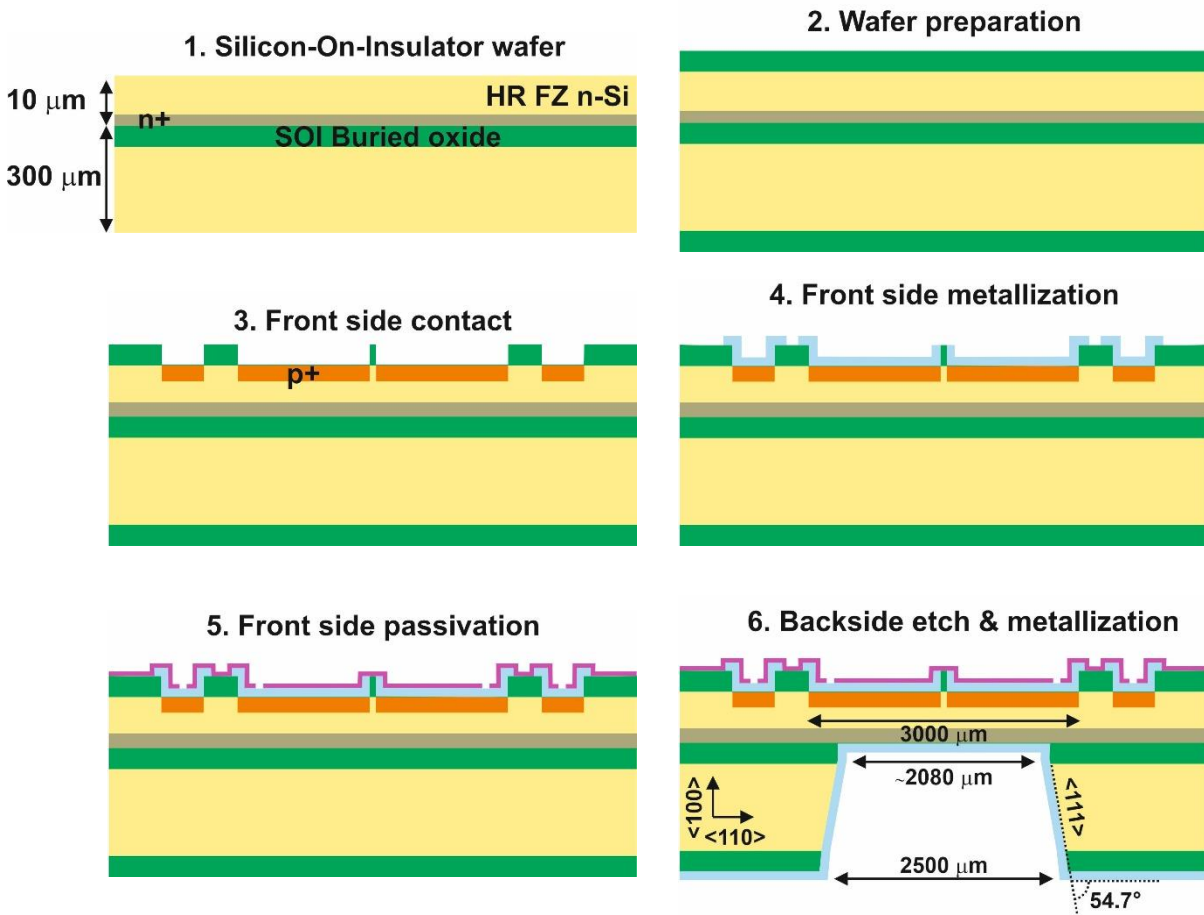 1. Silicon-On-Insulator wafer
10 μm
HR FZ n-Si
n+
SOI Buried oxide
300 μm
2. Wafer preparation
3. Front side contact
p+
4. Front side metallization
5. Front side passivation
6. Backside etch & metallization
3000 μm
~2080 μm
<100>
<110>
<111>
2500 μm
54.7°